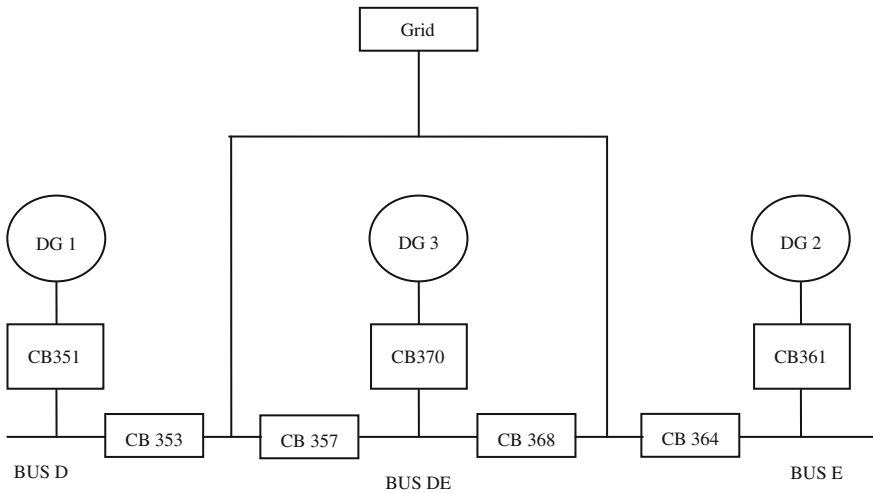 Grid
DG 1
DG 3
DG 2
CB351
CB370
CB361
CB 353
CB 357
CB 368
CB 364
BUS D
BUS DE
BUS E